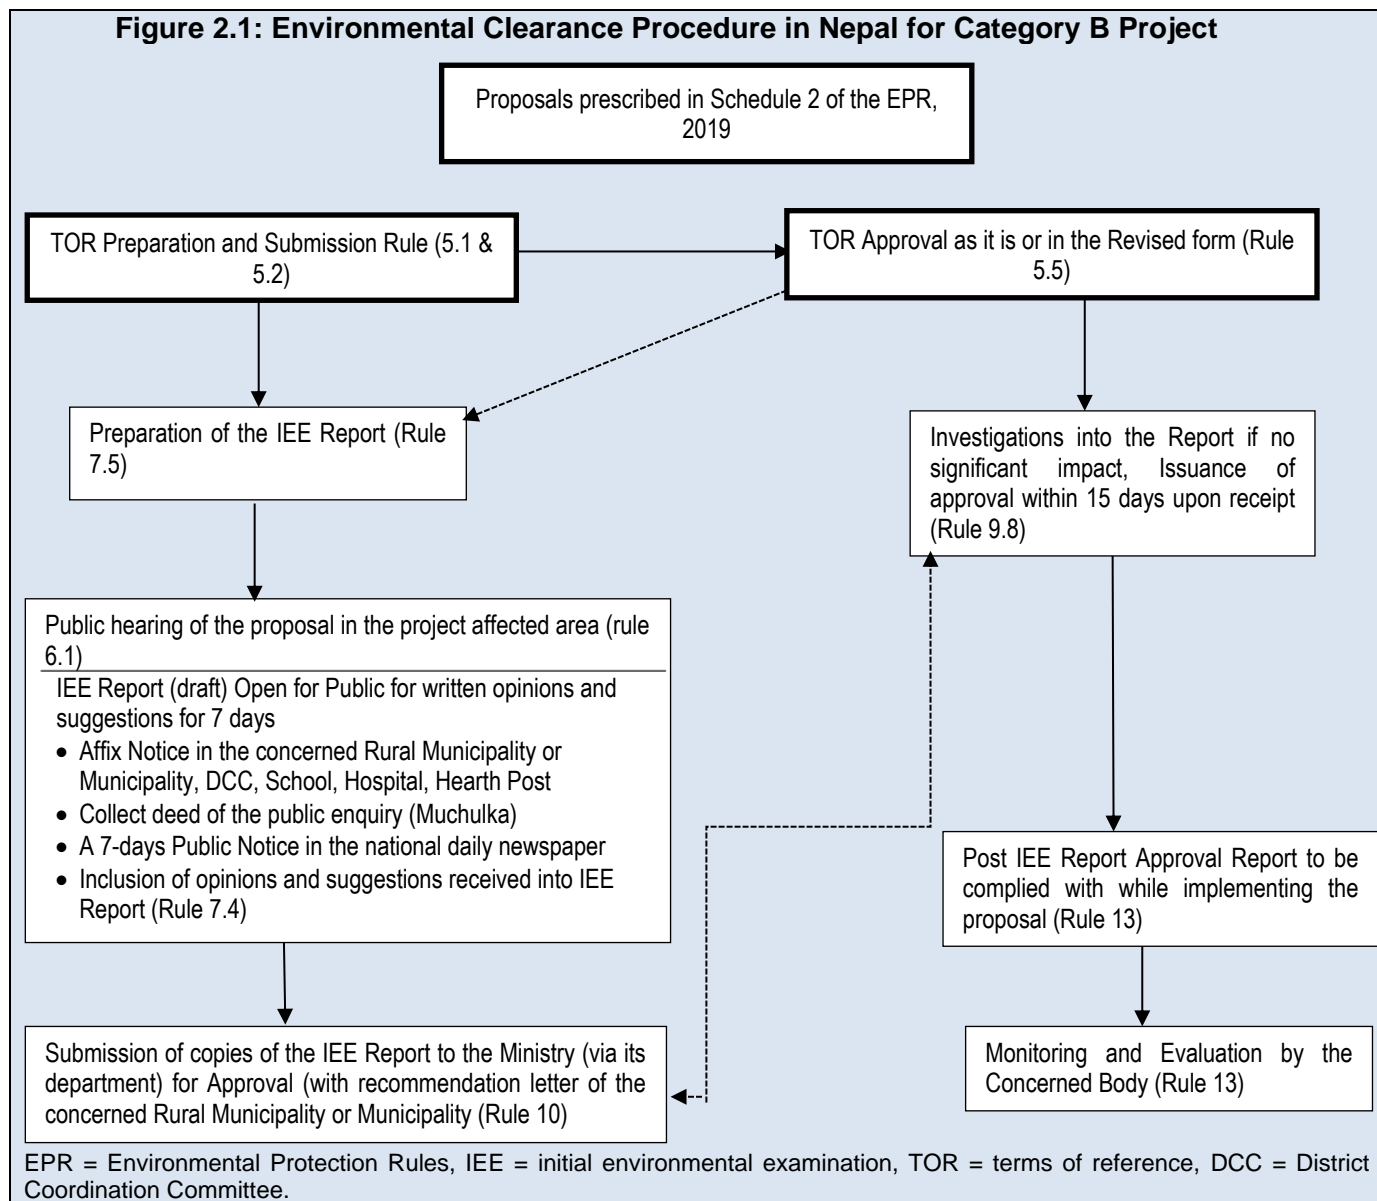 Figure 2.1: Environmental Clearance Procedure in Nepal for Category B Project
Proposals prescribed in Schedule 2 of the EPR,
2019
TOR Preparation and Submission Rule (5.1 &
5.2)
TOR Approval as it is or in the Revised form (Rule
5.5)
Preparation of the IEE Report (Rule
7.5)
Investigations into the Report if no
significant impact, Issuance of
approval within 15 days upon receipt
(Rule 9.8)
Public hearing of the proposal in the project affected area (rule
6.1)
IEE Report (draft) Open for Public for written opinions and
suggestions for 7 days
• Affix Notice in the concerned Rural Municipality or
Municipality, DCC, School, Hospital, Hearth Post
• Collect deed of the public enquiry (Muchulka)
• A 7-days Public Notice in the national daily newspaper
• Inclusion of opinions and suggestions received into IEE
Report (Rule 7.4)
Post IEE Report Approval Report to be
complied with while implementing the
proposal (Rule 13)
Submission of copies of the IEE Report to the Ministry (via its
department) for Approval (with recommendation letter of the
concerned Rural Municipality or Municipality (Rule 10)
Monitoring and Evaluation by the
Concerned Body (Rule 13)
EPR = Environmental Protection Rules, IEE = initial environmental examination, TOR = terms of reference, DCC = District
Coordination Committee.